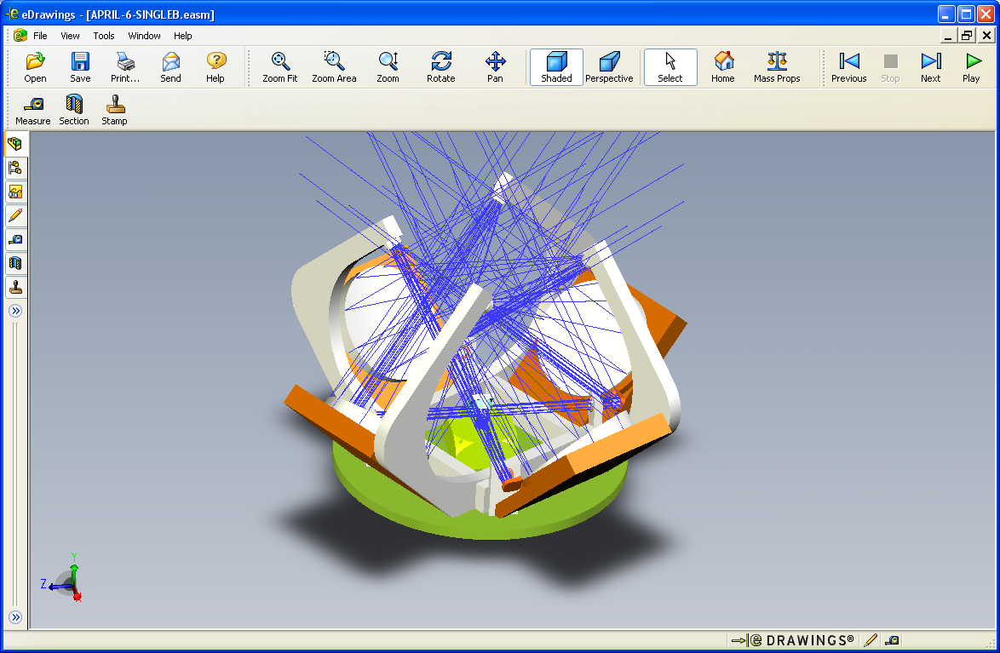 eDrawings - [APRIL-6-SINGLEB.easm]
File View Tools Window Help
Open Save Print... Send Help Zoom Fit Zoom Area Zoom Rotate Pan Shaded Perspective Select Home Mass Props Previous Stop Next Play
Measure Section Stamp
Y
Z
e DRAWINGS®